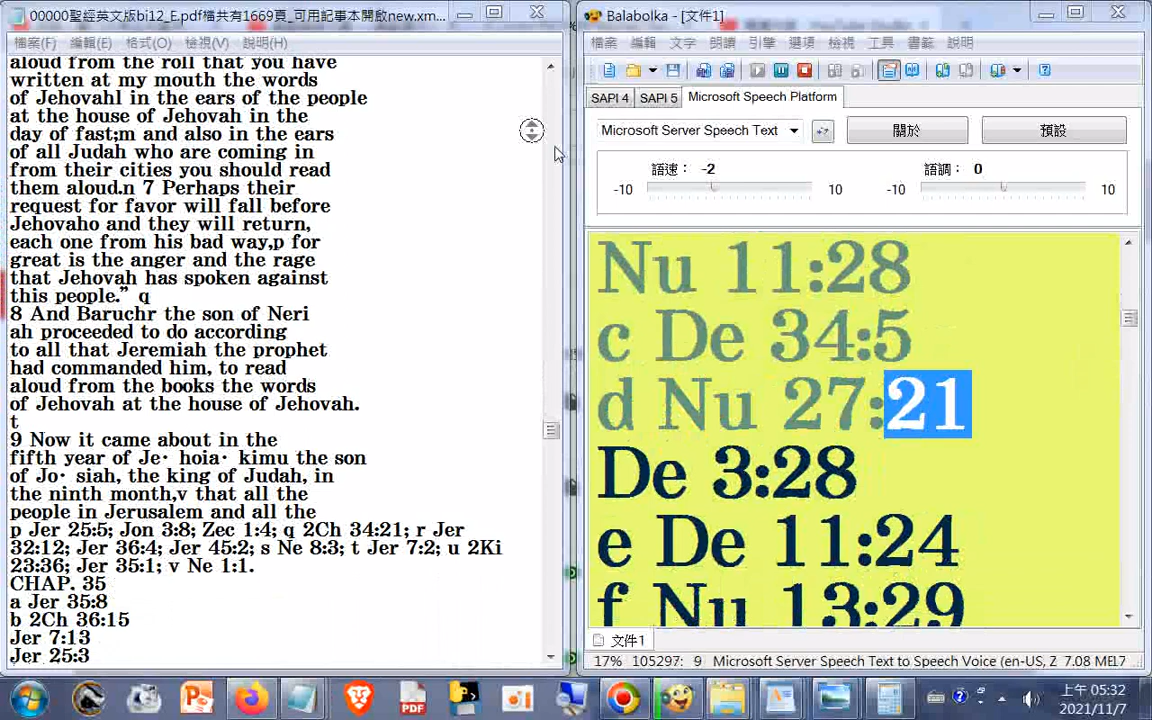 00000聖經英文版bi12_E.pdf檔共有1669頁_可用記事本開啟new.xm...
檔案(F) 編輯(E) 格式(O) 檢視(V) 說明(H)
aloud from the roll that you have
written at my mouth the words
of Jehovahl in the ears of the people
at the house of Jehovah in the
day of fast;m and also in the ears
of all Judah who are coming in
from their cities you should read
them aloud.n 7 Perhaps their
request for favor will fall before
Jehovaho and they will return,
each one from his bad way,p for
great is the anger and the rage
that Jehovah has spoken against
this people.” q
8 And Baruchr the son of Neri
ah proceeded to do according
to all that Jeremiah the prophet
had commanded him, to read
aloud from the books the words
of Jehovah at the house of Jehovah.
t
9 Now it came about in the
fifth year of Je· hoia· kimu the son
of Jo· siah, the king of Judah, in
the ninth month,v that all the
people in Jerusalem and all the
p Jer 25:5; Jon 3:8; Zec 1:4; q 2Ch 34:21; r Jer
32:12; Jer 36:4; Jer 45:2; s Ne 8:3; t Jer 7:2; u 2Ki
23:36; Jer 35:1; v Ne 1:1.
CHAP. 35
a Jer 35:8
b 2Ch 36:15
Jer 7:13
Jer 25:3
Balabolka - [文件1]
檔案 編輯 文字 朗讀 引擎 選項 檢視 工具 書籤 說明
SAPI 4 SAPI 5 Microsoft Speech Platform
Microsoft Server Speech Text 關於 預設
語速: -2 語調: 0
-10 10 -10 10
Nu 11:28
c De 34:5
d Nu 27:21
De 3:28
e De 11:24
f Nu 13:29
文件1
17% 105297: 9 Microsoft Server Speech Text to Speech Voice (en-US, Z 7.08 ME
上午 05:32
2021/11/7